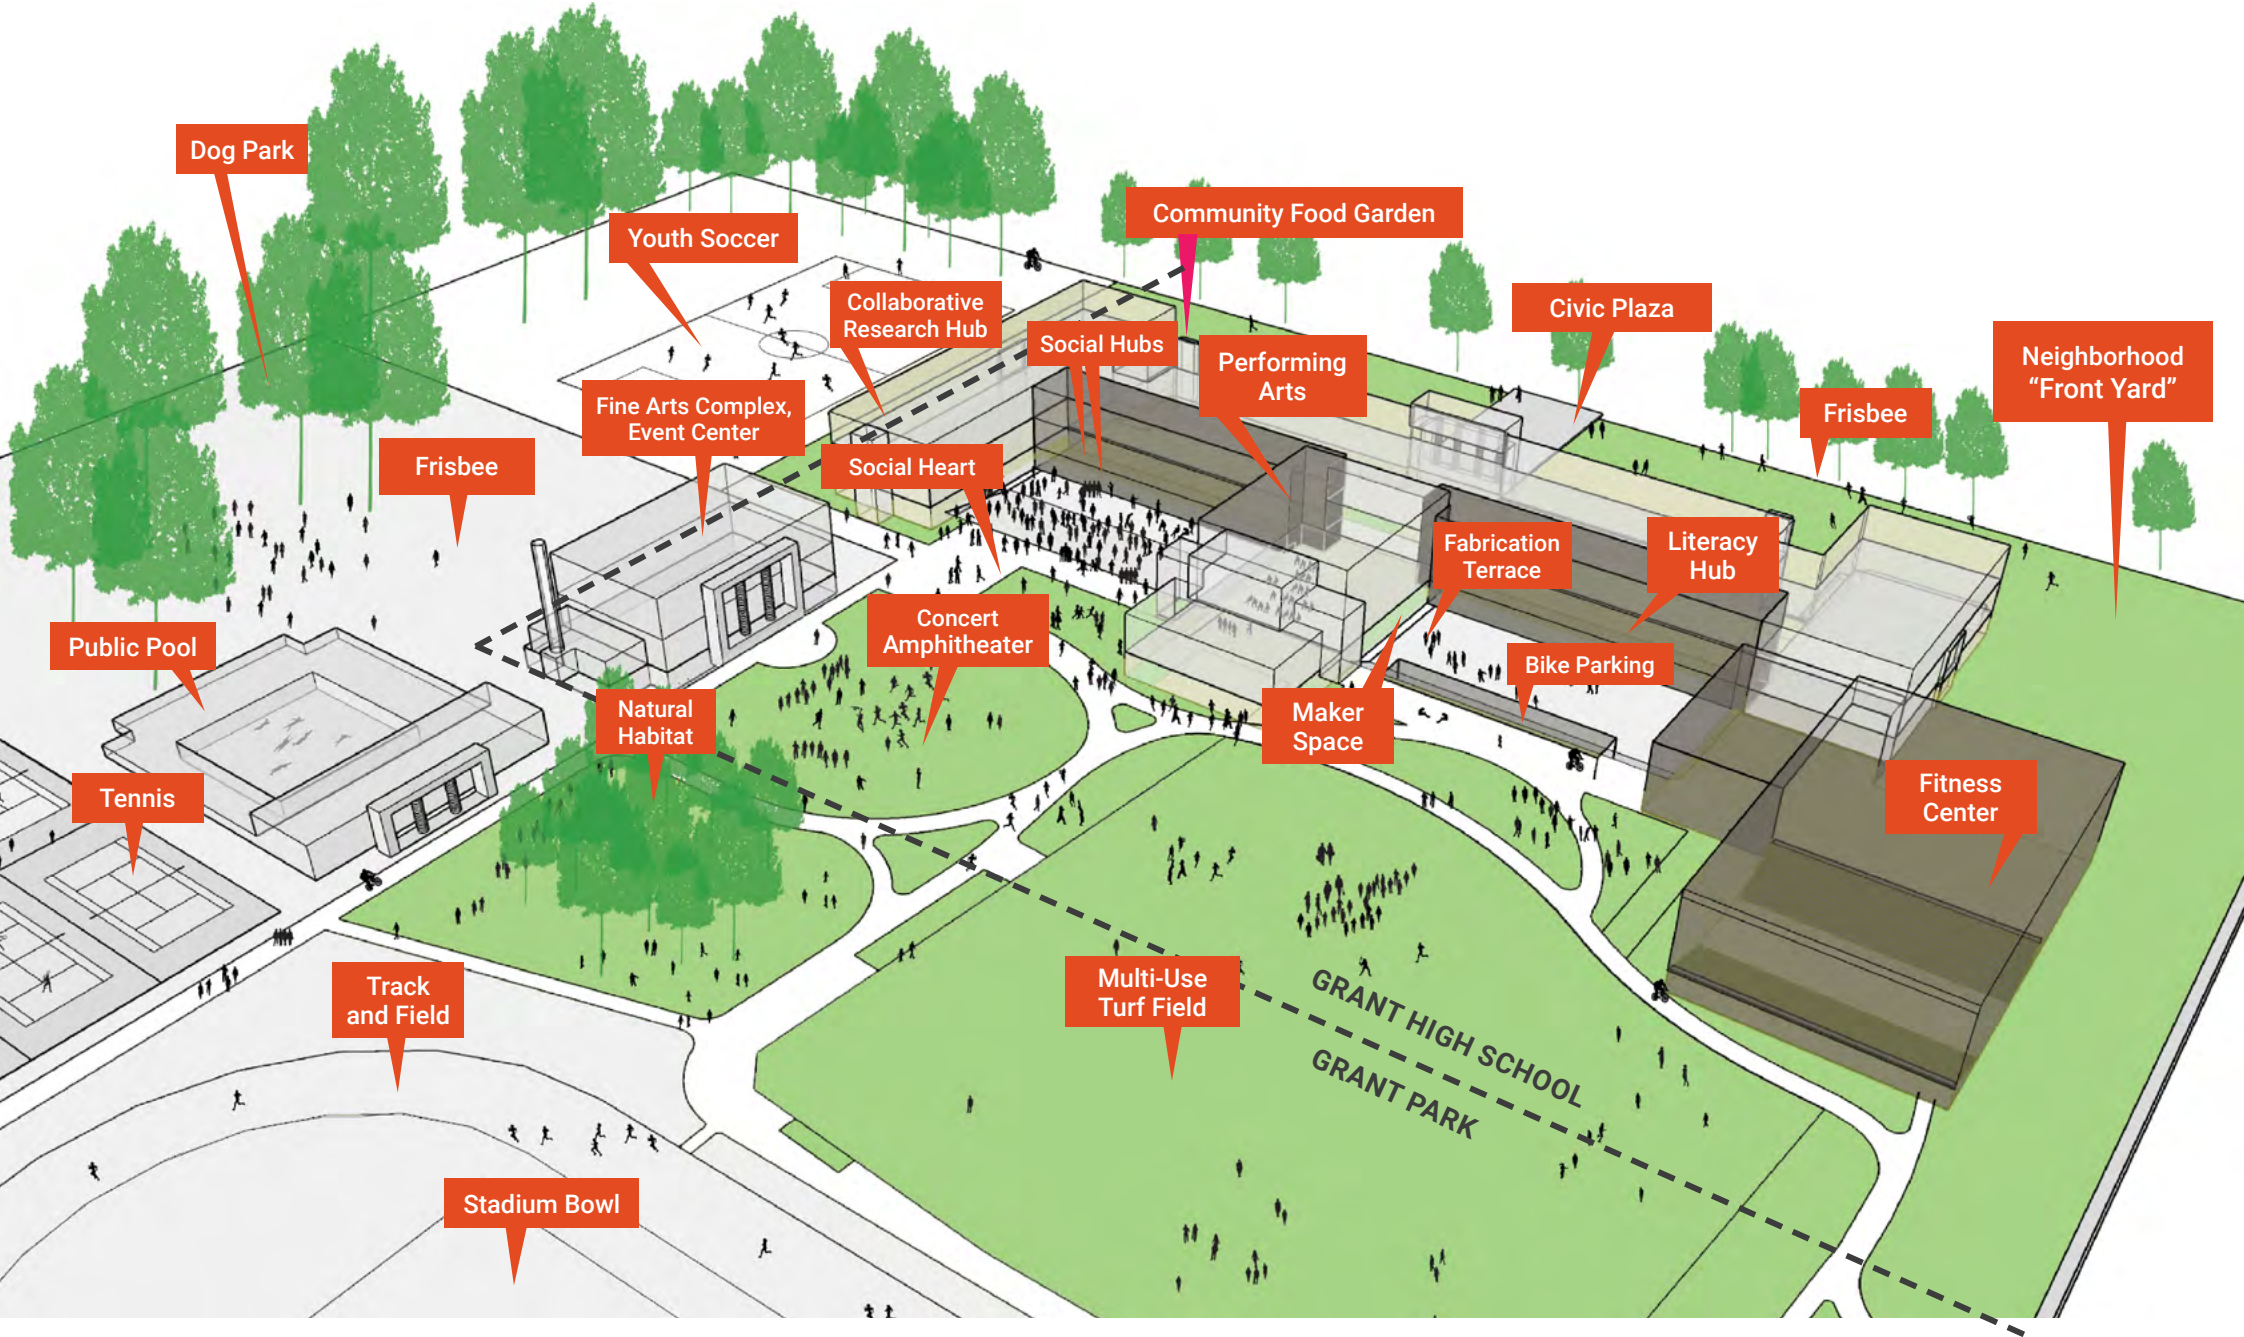 Dog Park
Community Food Garden
Youth Soccer
Collaborative
Research Hub
Civic Plaza
Social Hubs
Performing
Arts
Neighborhood
“Front Yard”
Fine Arts Complex,
Event Center
Frisbee
Frisbee
Social Heart
Fabrication
Terrace
Literacy
Hub
Public Pool
Concert
Amphitheater
Bike Parking
Natural
Habitat
Maker
Space
Tennis
Fitness
Center
Track
and Field
Multi-Use
Turf Field
GRANT HIGH SCHOOL
GRANT PARK
Stadium Bowl